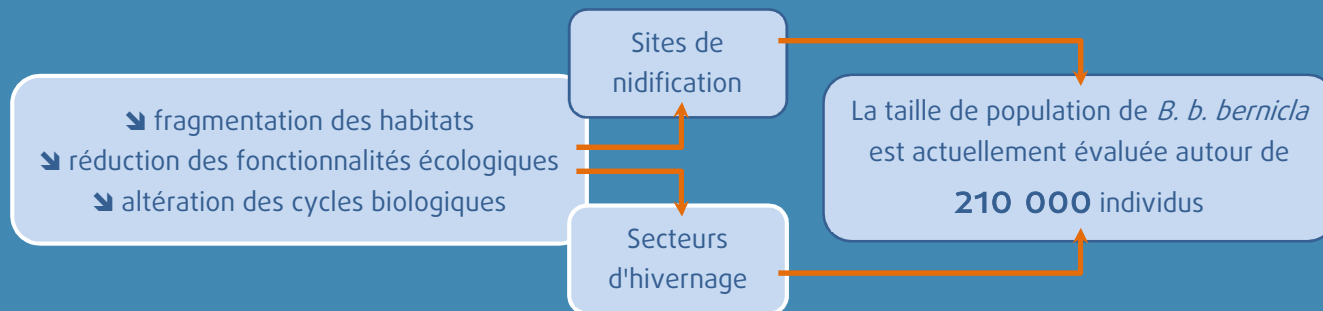 Sites de
nidification
➘ fragmentation des habitats
➘ réduction des fonctionnalités écologiques
➘ altération des cycles biologiques
La taille de population de B. b. bernicla
est actuellement évaluée autour de
210 000 individus
Secteurs
d'hivernage